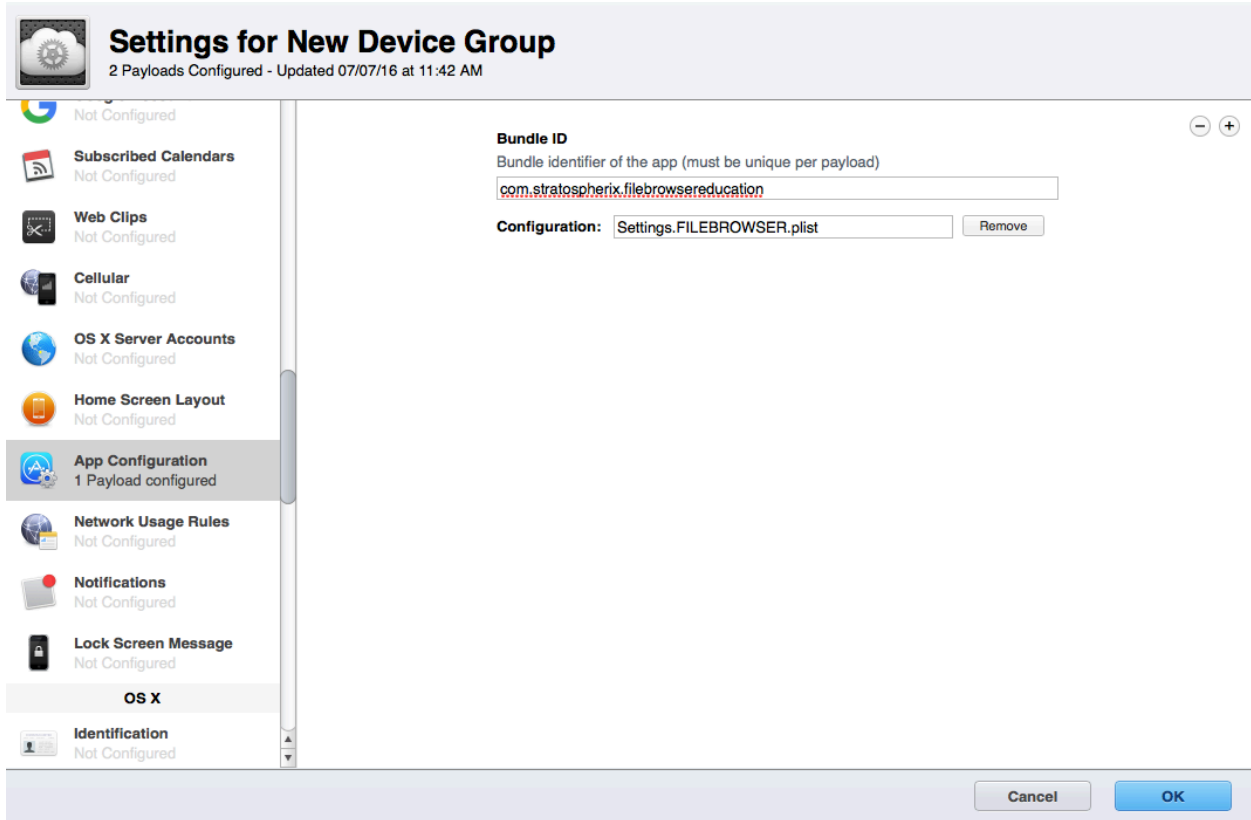 Settings for New Device Group
2 Payloads Configured - Updated 07/07/16 at 11:42 AM
Not Configured
Subscribed Calendars
Not Configured
Web Clips
Not Configured
Cellular
Not Configured
OS X Server Accounts
Not Configured
Home Screen Layout
Not Configured
App Configuration
1 Payload configured
Network Usage Rules
Not Configured
Notifications
Not Configured
Lock Screen Message
Not Configured
OS X
Identification
Not Configured
Bundle ID
Bundle identifier of the app (must be unique per payload)
com.stratospherix.filebrowsereducation
Configuration: Settings.FILEBROWSER.plist Remove
Cancel OK